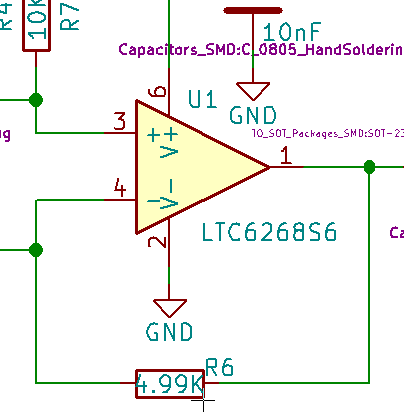 R4
10K
R7
10nF
Capacitors_SMD:C_0805_HandSolderin
6
U1
GND
3
TO_SOT_Packages_SMD:SOT-23
+
V+
1
4
-
V-
2
LTC6268S6
Ca
GND
R6
4.99K